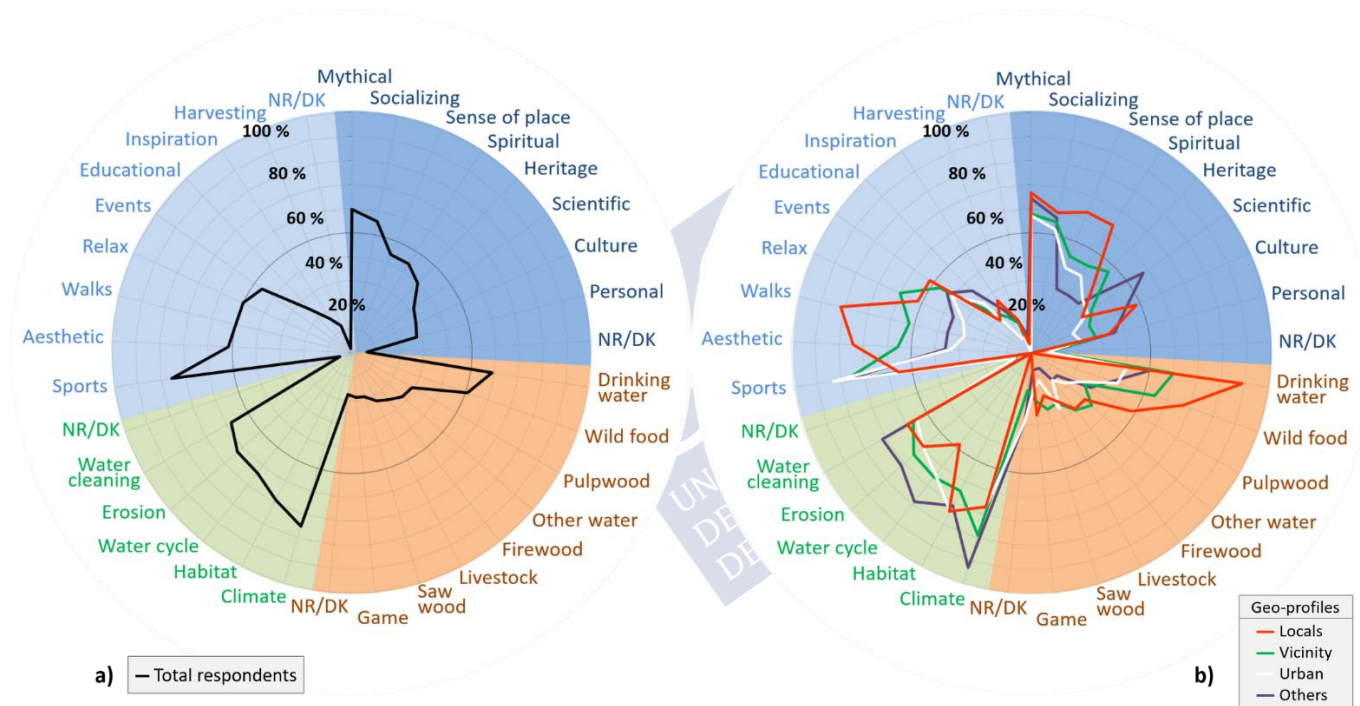 Mythical
Socializing
Sense of place
Spiritual
Heritage
Scientific
Culture
Personal
NR/DK
Drinking
water
Wild food
Pulpwood
Other water
Firewood
Livestock
Saw
wood
Game
NR/DK
Climate
Habitat
Water cycle
Erosion
Water
cleaning
NR/DK
Sports
Aesthetic
Walks
Relax
Events
Educational
Inspiration
Harvesting
NR/DK
100 %
80 %
60 %
40 %
20 %
a)
Total respondents
Mythical
Socializing
Sense of place
Spiritual
Heritage
Scientific
Culture
Personal
NR/DK
Drinking
water
Wild food
Pulpwood
Other water
Firewood
Livestock
Saw
wood
Game
NR/DK
Climate
Habitat
Water cycle
Erosion
Water
cleaning
NR/DK
Sports
Aesthetic
Walks
Relax
Events
Educational
Inspiration
Harvesting
NR/DK
100 %
80 %
60 %
40 %
20 %
b)
Geo-profiles
Locals
Vicinity
Urban
Others
UN
DE
DE